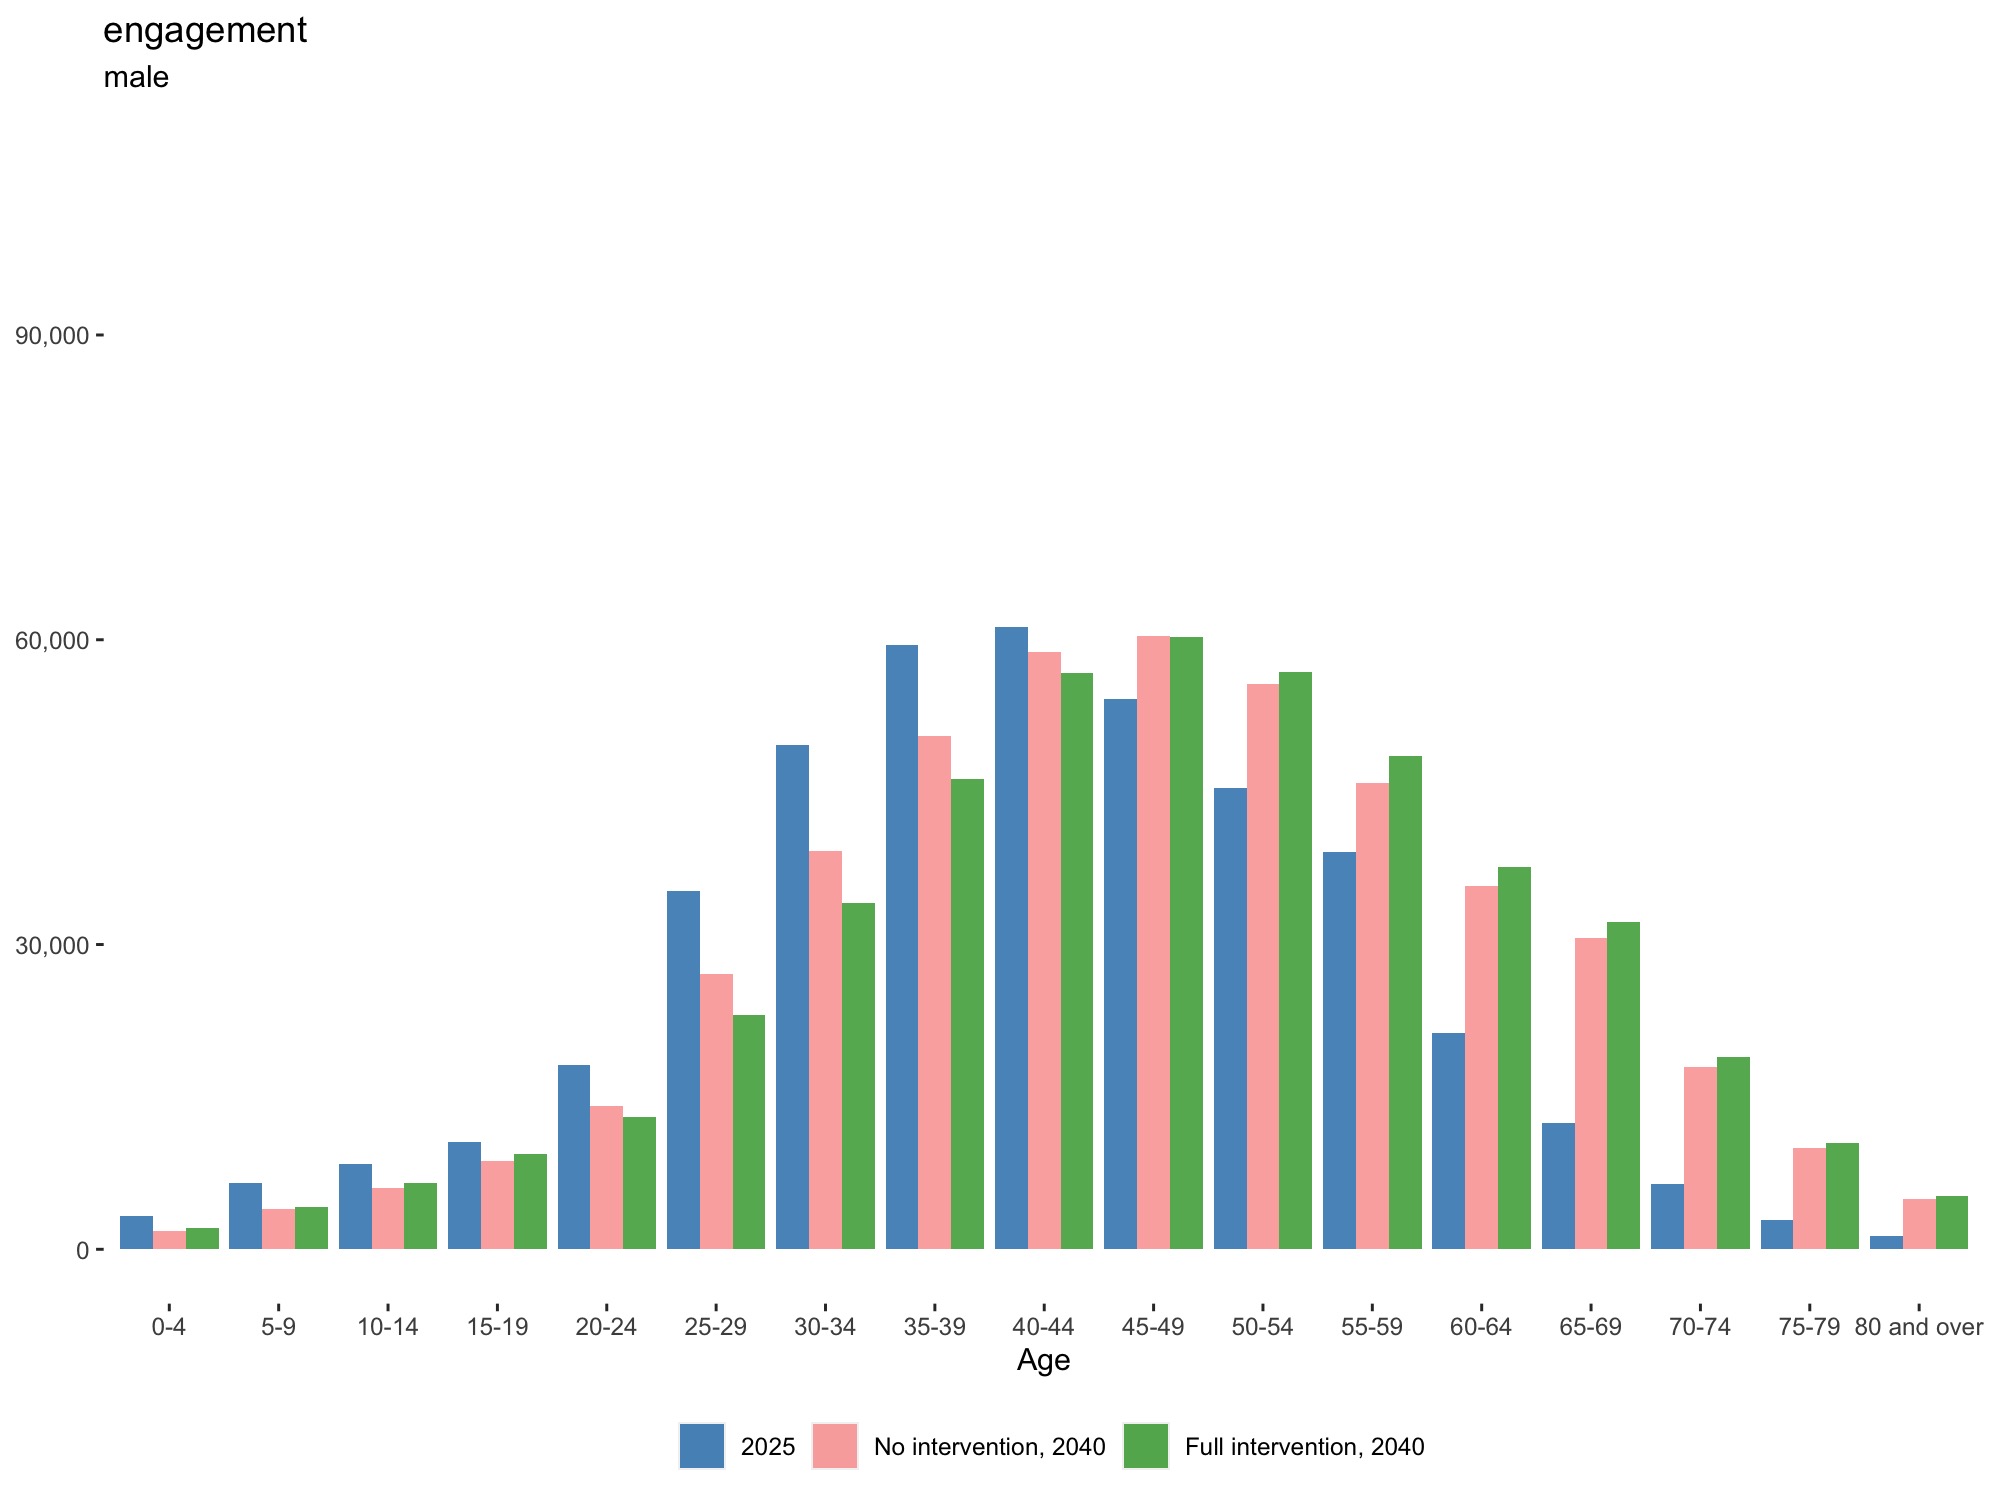 engagement
male
90,000
60,000
30,000
0
0-4 5-9 10-14 15-19 20-24 25-29 30-34 35-39 40-44 45-49 50-54 55-59 60-64 65-69 70-74 75-79 80 and over
Age
2025 No intervention, 2040 Full intervention, 2040